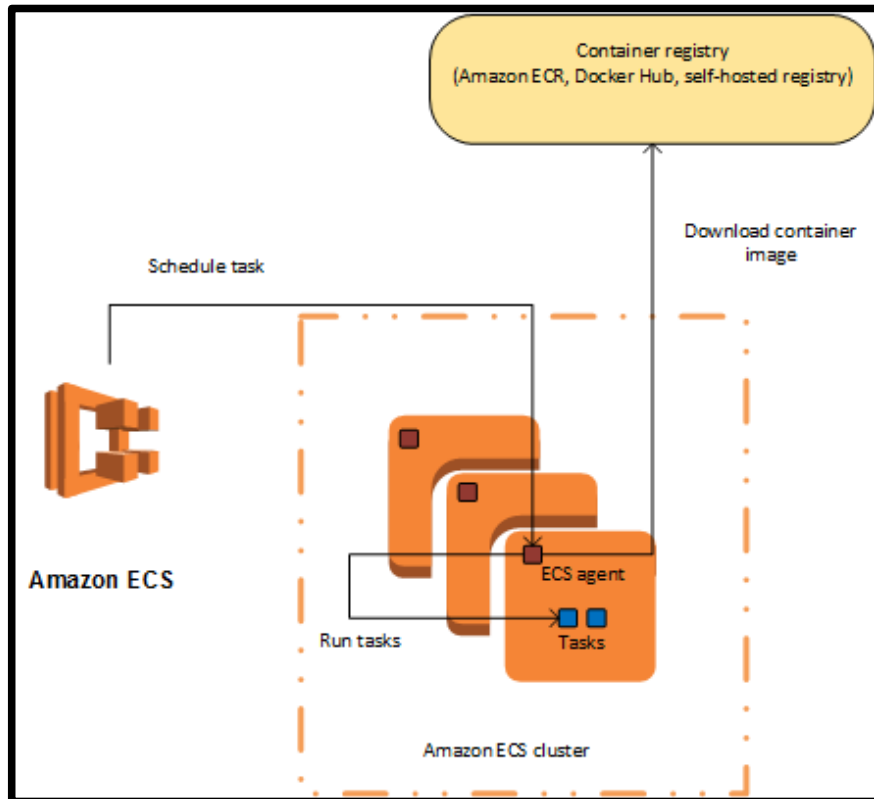 Container registry
(Amazon ECR, Docker Hub, self-hosted registry)
Download container
image
Schedule task
Amazon ECS
ECS agent
Run tasks
Tasks
Amazon ECS cluster